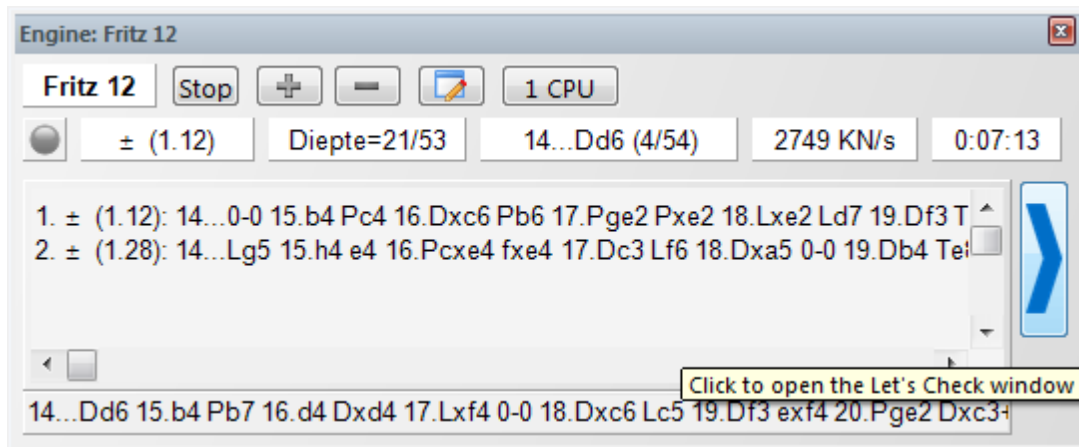 Engine: Fritz 12
Fritz 12 Stop 1 CPU
± (1.12) Diepte=21/53 14...Dd6 (4/54) 2749 KN/s 0:07:13
1. ± (1.12): 14...0-0 15.b4 Pc4 16.Dxc6 Pb6 17.Pge2 Pxe2 18.Lxe2 Ld7 19.Df3 T
2. ± (1.28): 14...Lg5 15.h4 e4 16.Pcxe4 fxe4 17.Dc3 Lf6 18.Dxa5 0-0 19.Db4 Te
Click to open the Let's Check window
14...Dd6 15.b4 Pb7 16.d4 Dxd4 17.Lxf4 0-0 18.Dxc6 Lc5 19.Df3 exf4 20.Pge2 Dxc3+